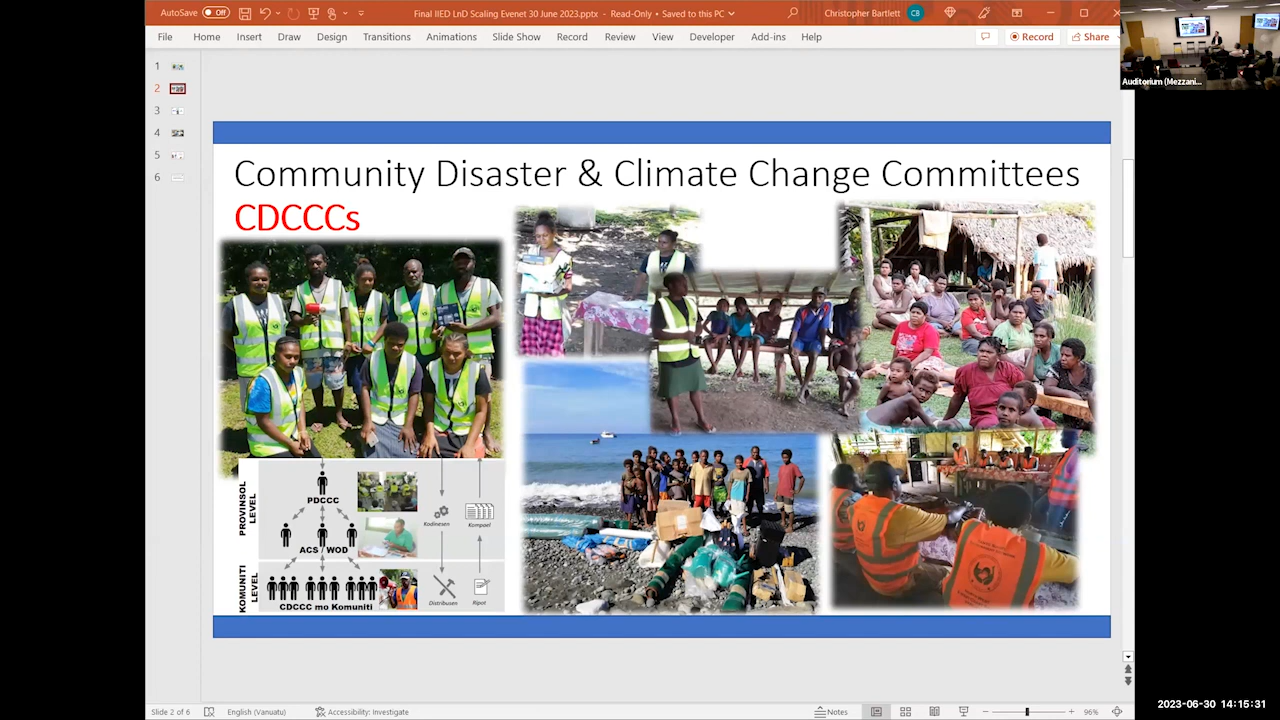 AutoSave Off Final IIED LnD Scaling Evenet 30 June 2023.pptx - Read-Only • Saved to this PC Christopher Bartlett CB
File Home Insert Draw Design Transitions Animations Slide Show Record Review View Developer Add-ins Help Record Share
Auditorium (Mezzani...
1
2
3
4
5
6
Community Disaster & Climate Change Committees
CDCCCs
PROVINSOL LEVEL
PDCCC
Kodinesen
ACS / WOD
KOMUNITI LEVEL
CDCCC mo Komuniti
Distribusen
Ripot
2023-06-30 14:15:31
Slide 2 of 6 English (Vanuatu) Accessibility: Investigate Notes 96%